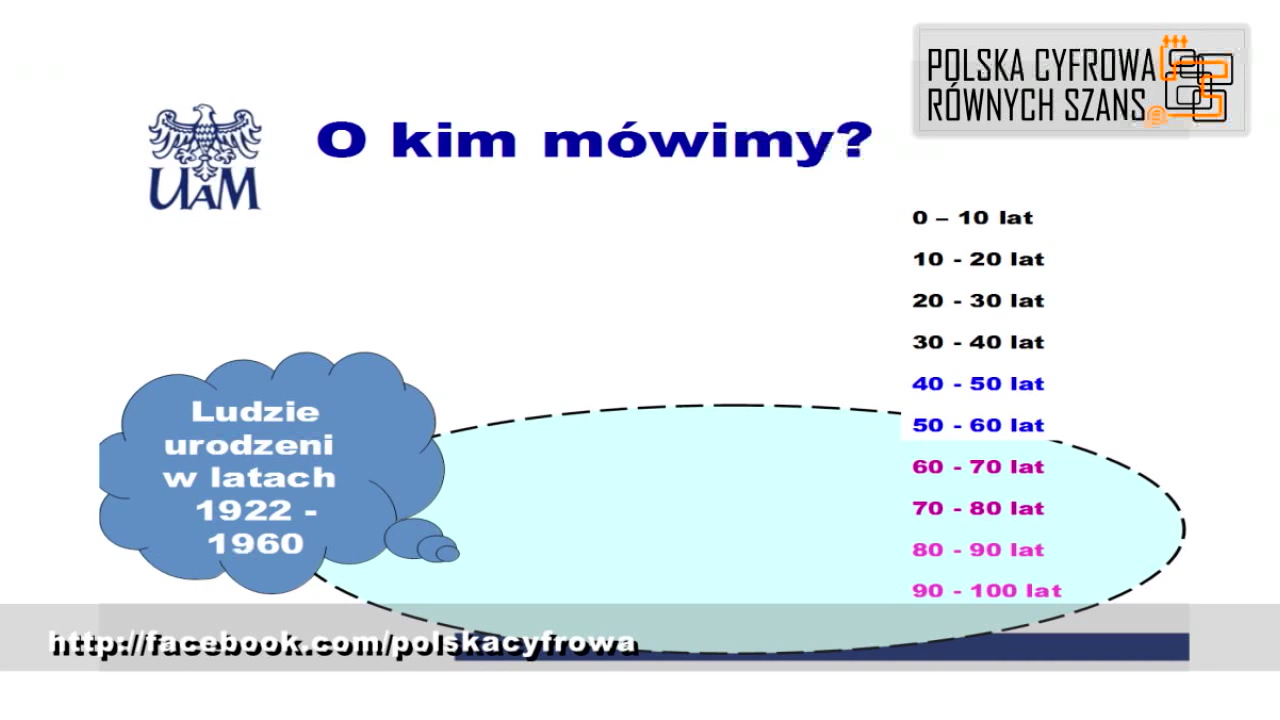 POLSKA CYFROWA
RÓWNYCH SZANS
UAM
O kim mówimy?
0 – 10 lat
10 - 20 lat
20 - 30 lat
30 - 40 lat
40 - 50 lat
50 - 60 lat
60 - 70 lat
70 - 80 lat
80 - 90 lat
90 - 100 lat
Ludzie
urodzeni
w latach
1922 -
1960
http://facebook.com/polskacyfrowa